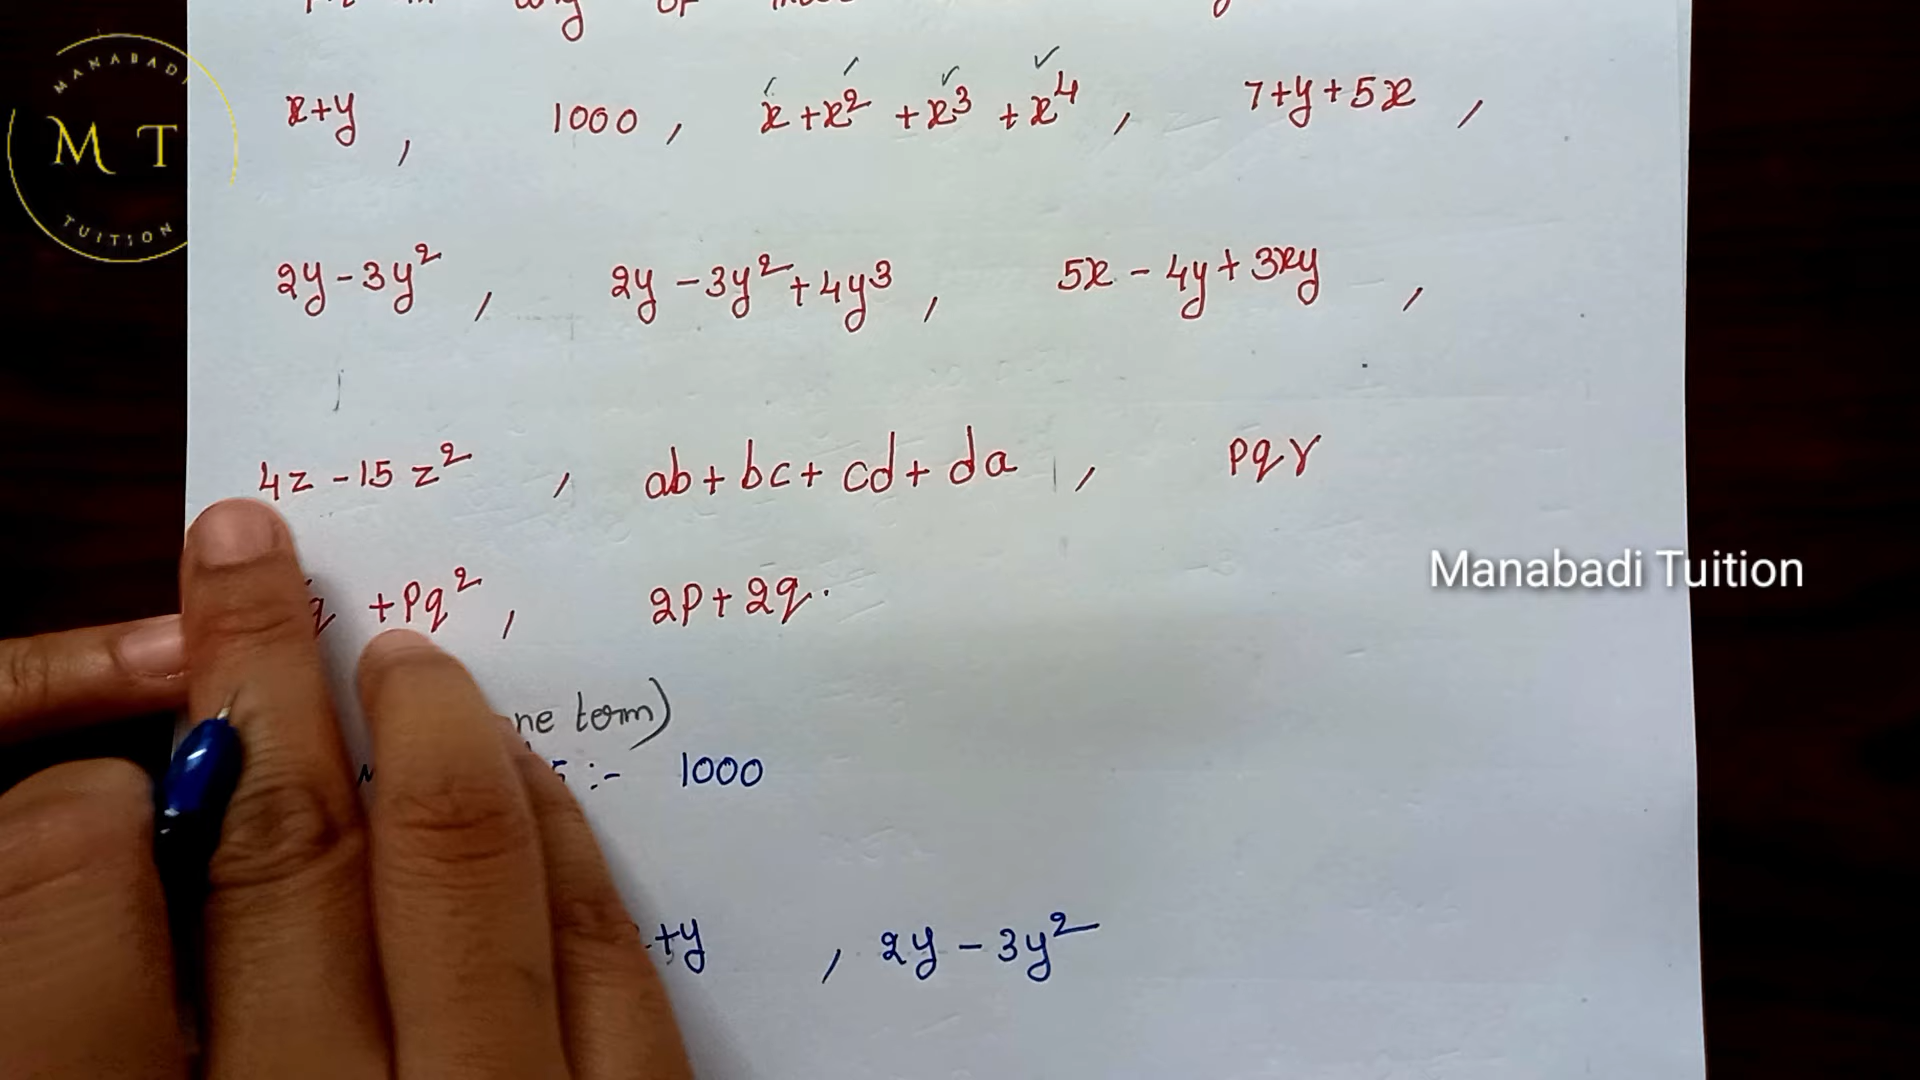 MANABADI
M T
TUITION
x+y, 1000, x+x²+x³+x⁴, 7+y+5x,
2y-3y², 2y-3y²+4y³, 5x-4y+3xy,
4z-15z², ab+bc+cd+da, pqr
+pq², 2p+2q.
Manabadi Tuition
term)
:- 1000
+y, 2y-3y²